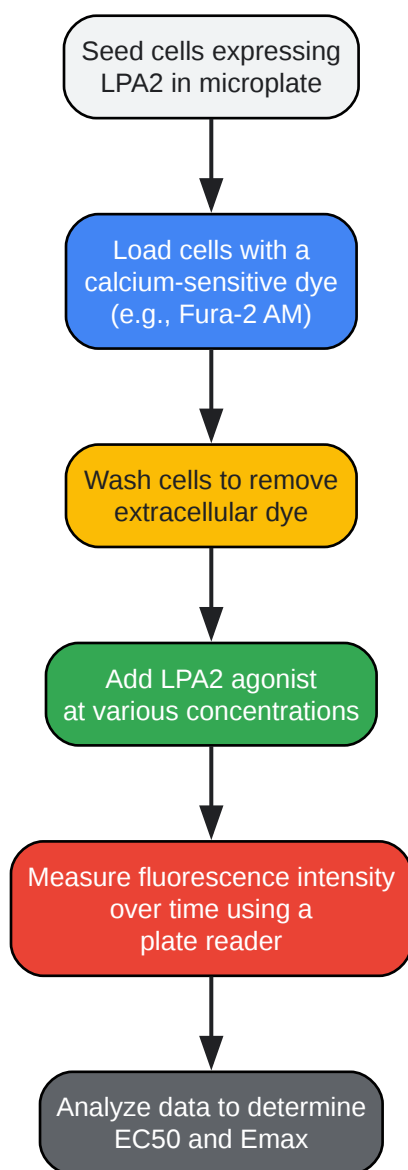 Seed cells expressing
LPA2 in microplate
Load cells with a
calcium-sensitive dye
(e.g., Fura-2 AM)
Wash cells to remove
extracellular dye
Add LPA2 agonist
at various concentrations
Measure fluorescence intensity
over time using a
plate reader
Analyze data to determine
EC50 and Emax